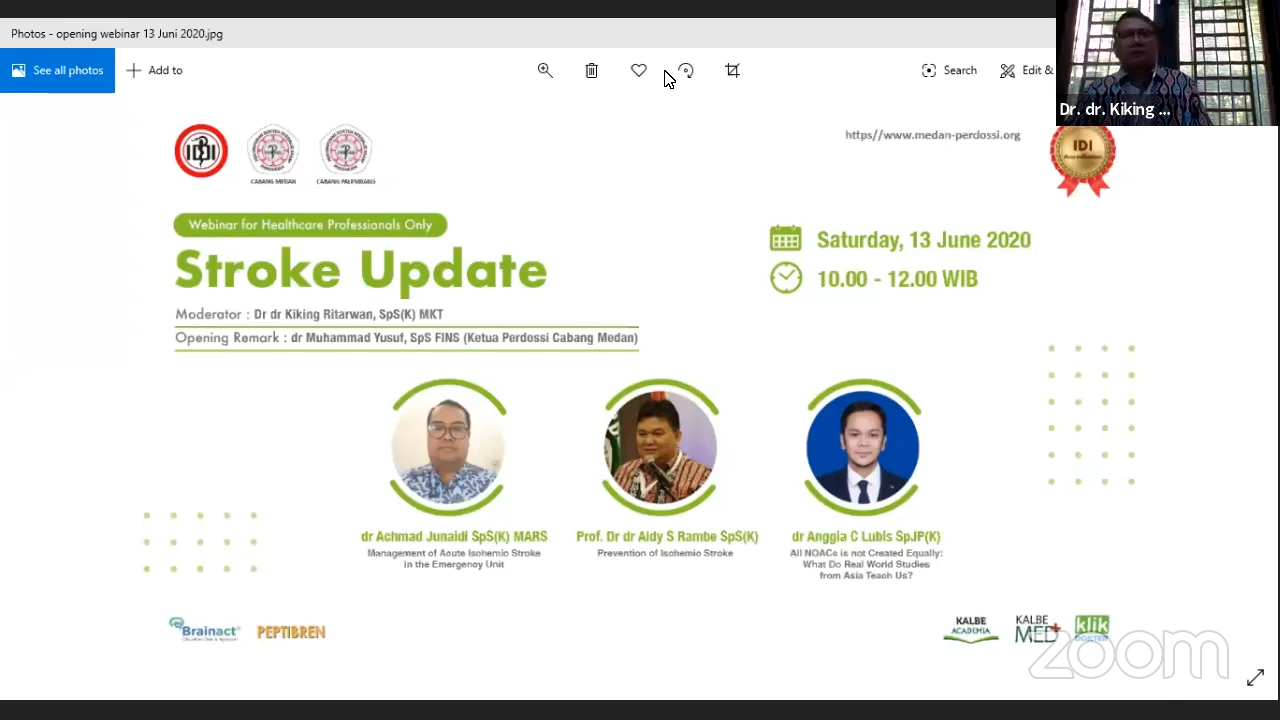 Photos - opening webinar 13 Juni 2020.jpg
See all photos
Add to
Search
Edit &
Dr. dr. Kiking ...
IDI
CABANG MEDAN
CABANG PALEMBANG
https//www.medan-perdossi.org
IDI
Accreditation
Webinar for Healthcare Professionals Only
Stroke Update
Saturday, 13 June 2020
10.00 - 12.00 WIB
Moderator : Dr dr Kiking Ritarwan, SpS(K) MKT
Opening Remark : dr Muhammad Yusuf, SpS FINS (Ketua Perdossi Cabang Medan)
dr Achmad Junaidi SpS(K) MARS
Management of Acute Ischemic Stroke
in the Emergency Unit
Prof. Dr dr Aldy S Rambe SpS(K)
Prevention of Ischemic Stroke
dr Anggia C Lubis SpJP(K)
All NOACs is not Created Equally:
What Do Real World Studies
from Asia Teach Us?
Brainact
PEPTIBREN
KALBE
ACADEMIA
KALBE
MED
klik
DOKTER
zoom